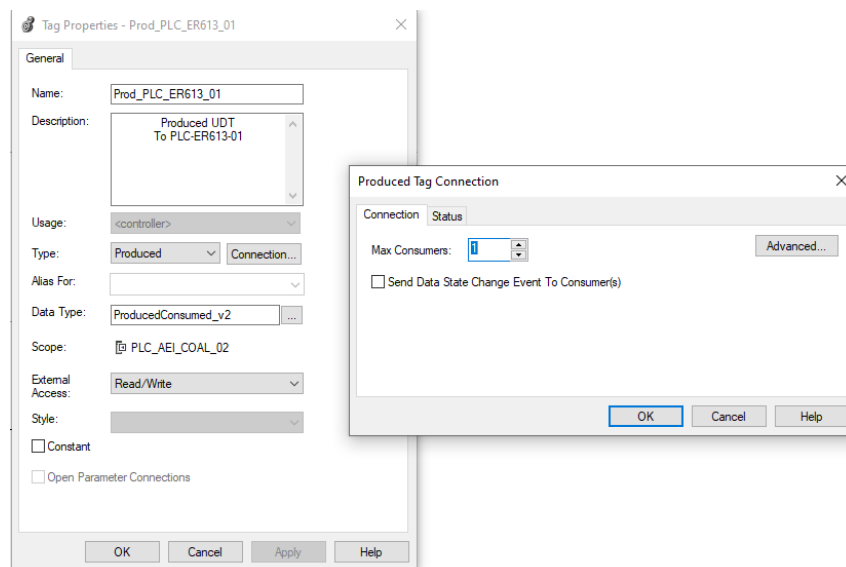 Tag Properties - Prod_PLC_ER613_01
General
Name: Prod_PLC_ER613_01
Description: Produced UDT
To PLC-ER613-01
Usage: <controller>
Type: Produced Connection...
Alias For:
Data Type: ProducedConsumed_v2 ...
Scope: PLC_AEI_COAL_02
External
Access: Read/Write
Style:
Constant
Open Parameter Connections
OK Cancel Apply Help
Produced Tag Connection
Connection Status
Max Consumers: 1 Advanced...
Send Data State Change Event To Consumer(s)
OK Cancel Help